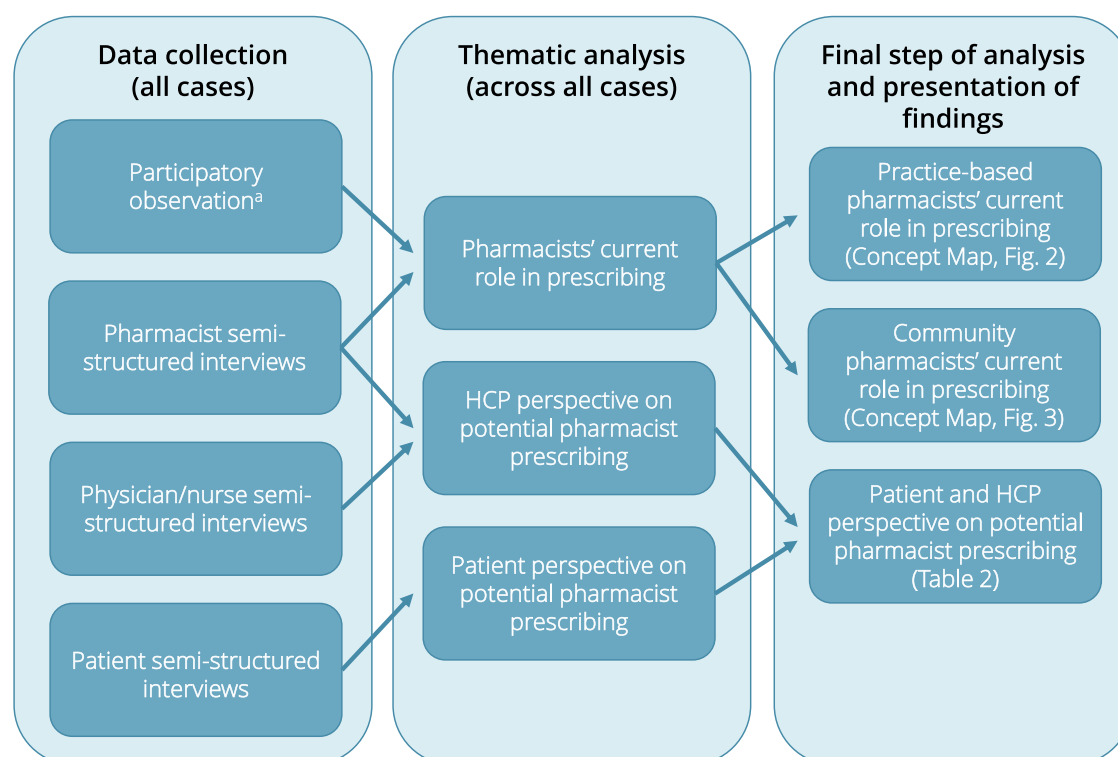 Data collection
(all cases)
Participatory
observationᵃ
Pharmacist semi-
structured interviews
Physician/nurse semi-
structured interviews
Patient semi-structured
interviews
Thematic analysis
(across all cases)
Pharmacists’ current
role in prescribing
HCP perspective on
potential pharmacist
prescribing
Patient perspective on
potential pharmacist
prescribing
Final step of analysis
and presentation of
findings
Practice-based
pharmacists’ current
role in prescribing
(Concept Map, Fig. 2)
Community
pharmacists’ current
role in prescribing
(Concept Map, Fig. 3)
Patient and HCP
perspective on potential
pharmacist prescribing
(Table 2)